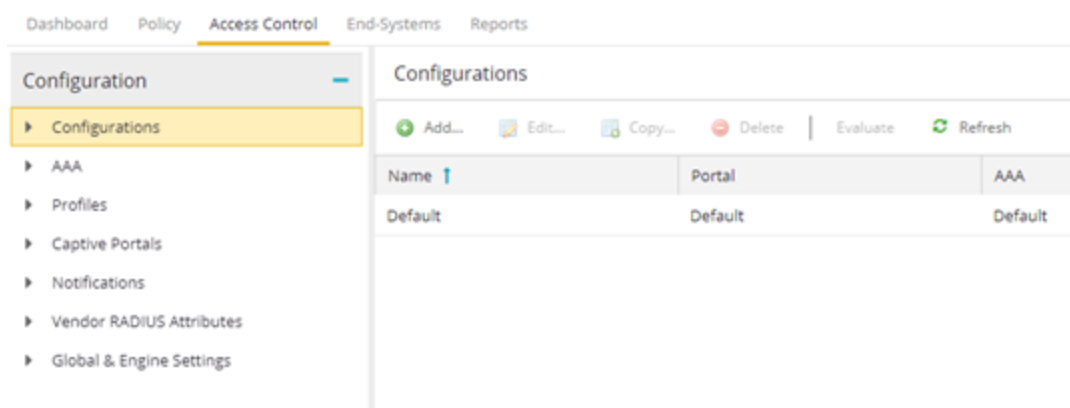 Dashboard Policy Access Control End-Systems Reports
Configuration
Configurations
AAA
Profiles
Captive Portals
Notifications
Vendor RADIUS Attributes
Global & Engine Settings
Configurations
Add... Edit... Copy... Delete Evaluate Refresh
Name Portal AAA
Default Default Default